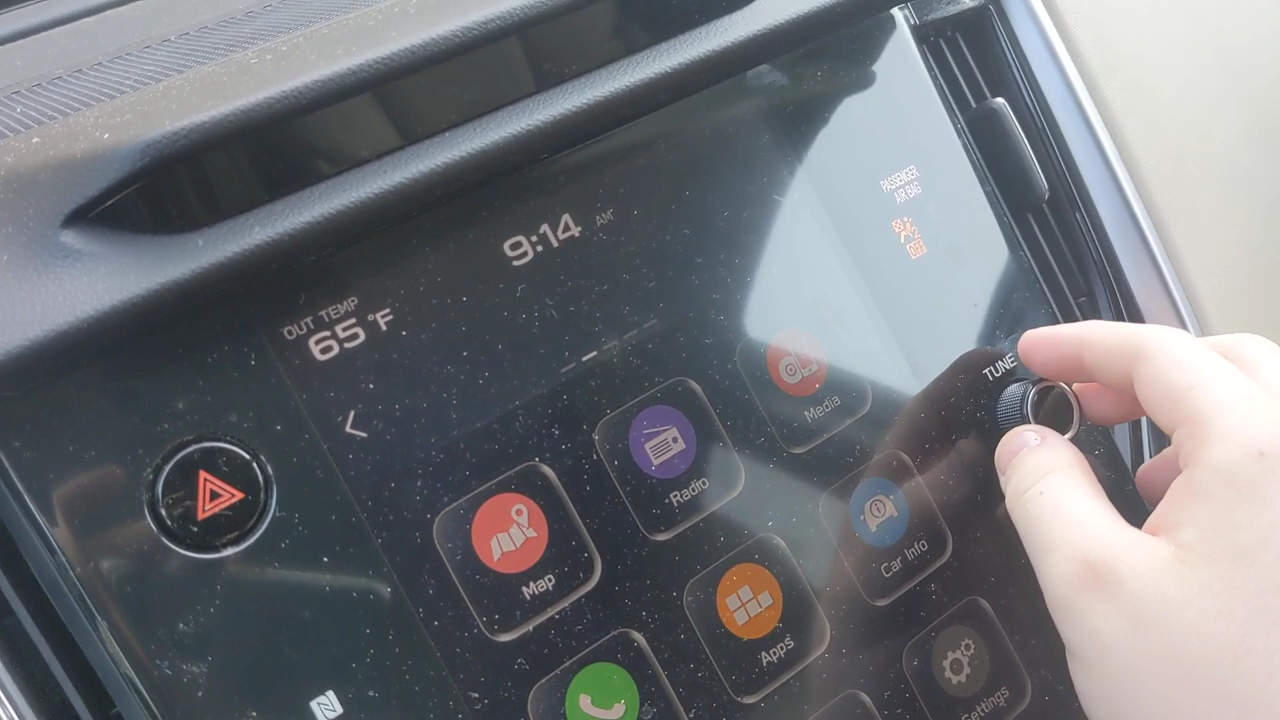 9:14 AM
OUT TEMP
65 °F
PASSENGER
AIR BAG
OFF
TUNE
Media
Radio
Map
Car Info
Apps
Settings